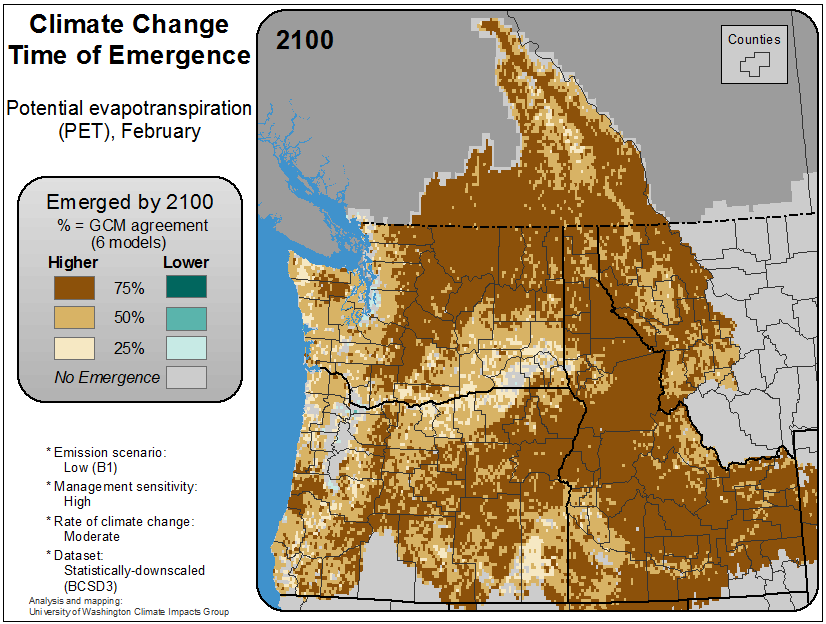 Climate Change
Time of Emergence
Potential evapotranspiration
(PET), February
Emerged by 2100
% = GCM agreement
(6 models)
Higher Lower
75%
50%
25%
No Emergence
* Emission scenario:
Low (B1)
* Management sensitivity:
High
* Rate of climate change:
Moderate
* Dataset:
Statistically-downscaled
(BCSD3)
Analysis and mapping:
University of Washington Climate Impacts Group
2100
Counties